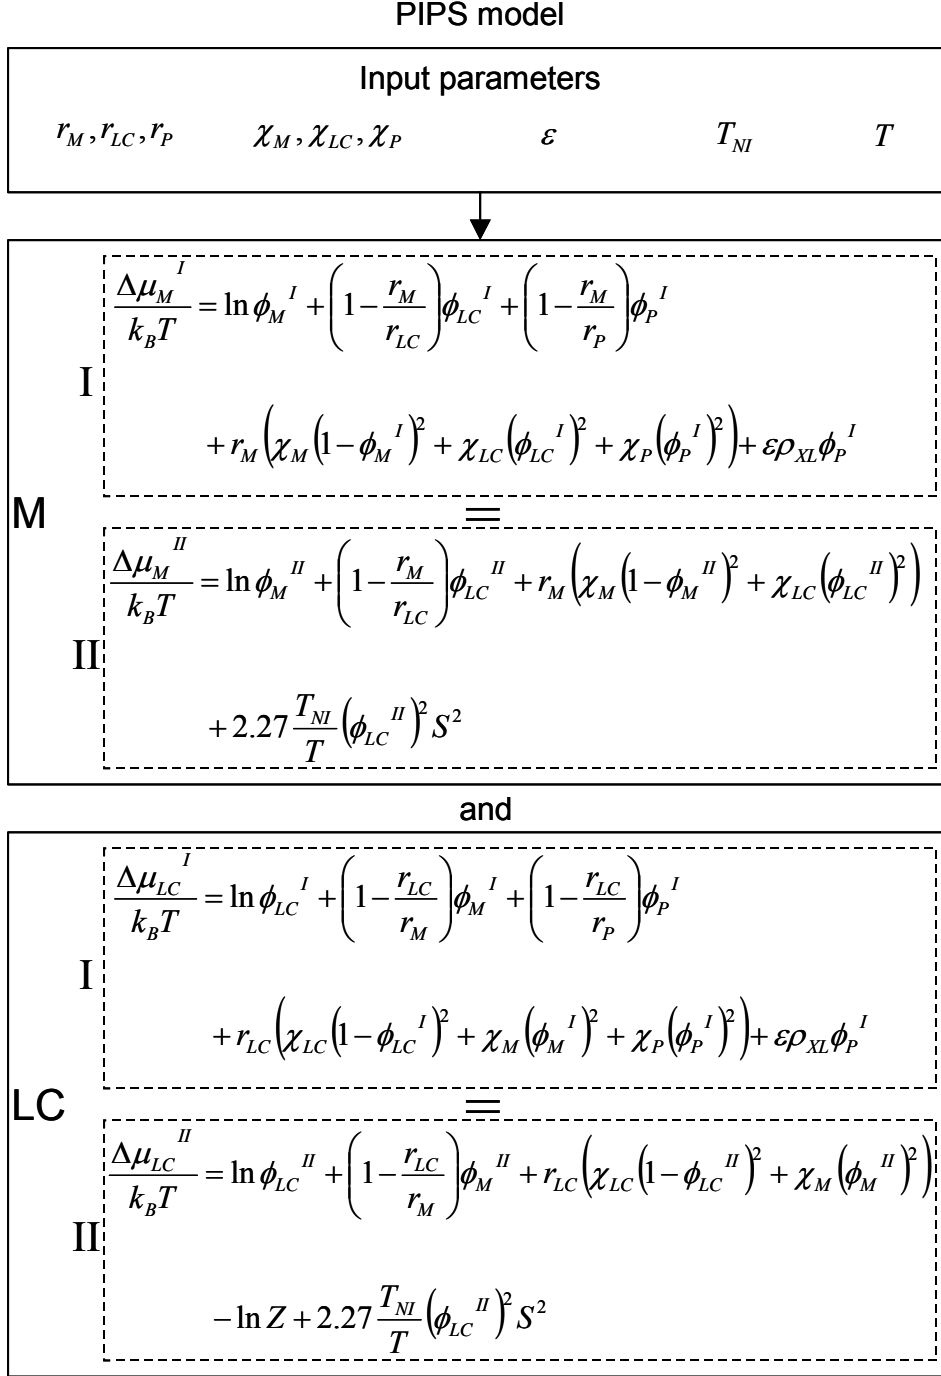 PIPS model
Input parameters
r_M, r_LC, r_P χ_M, χ_LC, χ_P ε T_NI T
M
I
Δμ_M^I / k_B T = ln ϕ_M^I + (1 − r_M / r_LC) ϕ_LC^I + (1 − r_M / r_P) ϕ_P^I
+ r_M (χ_M (1 − ϕ_M^I)^2 + χ_LC (ϕ_LC^I)^2 + χ_P (ϕ_P^I)^2) + ερ_XL ϕ_P^I
=
II
Δμ_M^II / k_B T = ln ϕ_M^II + (1 − r_M / r_LC) ϕ_LC^II + r_M (χ_M (1 − ϕ_M^II)^2 + χ_LC (ϕ_LC^II)^2)
+ 2.27 T_NI / T (ϕ_LC^II)^2 S^2
and
LC
I
Δμ_LC^I / k_B T = ln ϕ_LC^I + (1 − r_LC / r_M) ϕ_M^I + (1 − r_LC / r_P) ϕ_P^I
+ r_LC (χ_LC (1 − ϕ_LC^I)^2 + χ_M (ϕ_M^I)^2 + χ_P (ϕ_P^I)^2) + ερ_XL ϕ_P^I
=
II
Δμ_LC^II / k_B T = ln ϕ_LC^II + (1 − r_LC / r_M) ϕ_M^II + r_LC (χ_LC (1 − ϕ_LC^II)^2 + χ_M (ϕ_M^II)^2)
− ln Z + 2.27 T_NI / T (ϕ_LC^II)^2 S^2